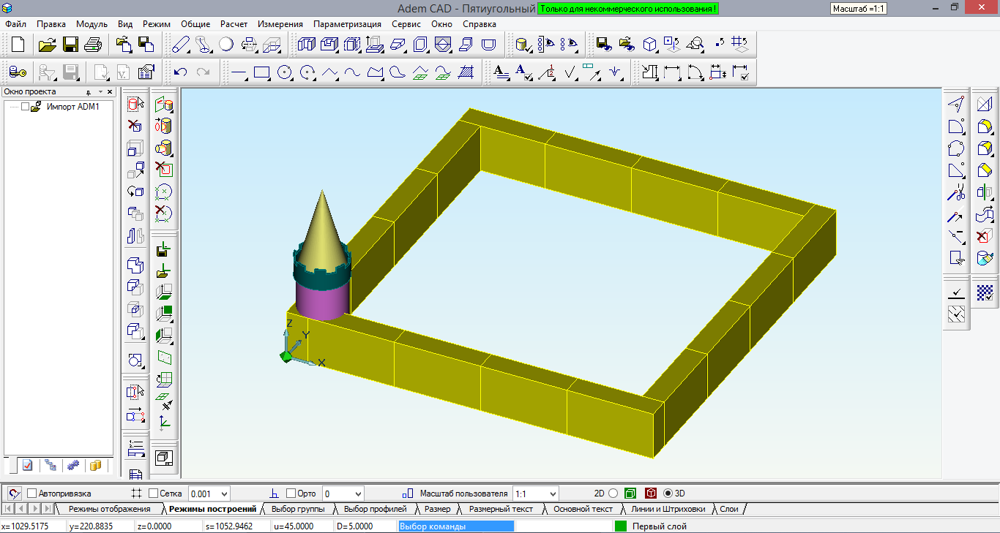 Adem CAD - Пятиугольный
Только для некоммерческого использования !
Масштаб =1:1
Файл Правка Модуль Вид Режим Общие Расчет Измерения Параметризация Сервис Окно Справка
Окно проекта
Импорт ADM1
Z
Y
X
Автопривязка Сетка 0.001 Орто 0 Масштаб пользователя 1:1 2D 3D
Режимы отображения Режимы построений Выбор группы Выбор профилей Размер Размерный текст Основной текст Линии и Штриховки Слои
x=1029.5175 y=220.8835 z=0.0000 s=1052.9462 u=45.0000 D=5.0000 Выбор команды Первый слой